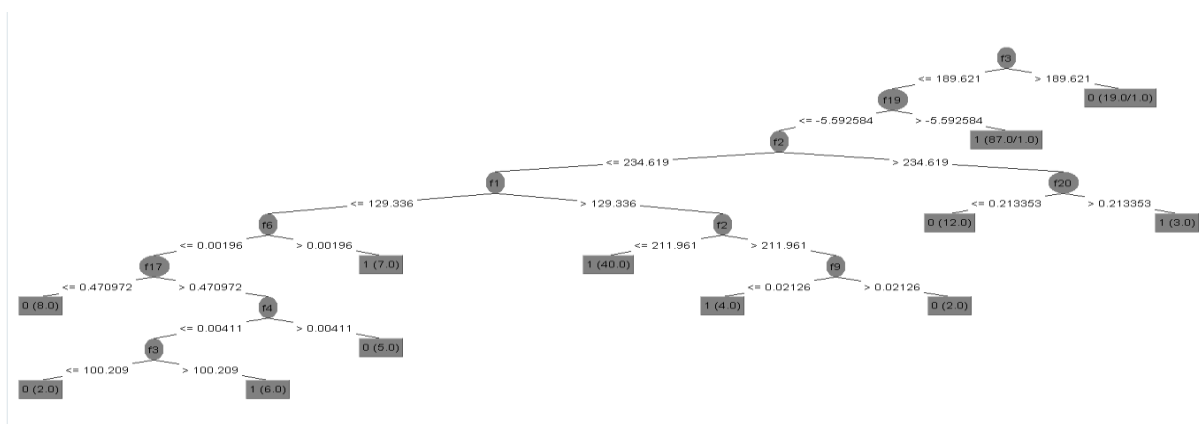 f3
<= 189.621 > 189.621
f19 0 (19.0/1.0)
<= -5.592584 > -5.592584
f2 1 (87.0/1.0)
<= 234.619 > 234.619
f1 f20
<= 129.336 > 129.336 <= 0.213353 > 0.213353
f6 f2 0 (12.0) 1 (3.0)
<= 0.00196 > 0.00196 <= 211.961 > 211.961
f17 1 (7.0) 1 (40.0) f9
<= 0.470972 > 0.470972 <= 0.02126 > 0.02126
0 (8.0) f4 1 (4.0) 0 (2.0)
<= 0.00411 > 0.00411
f3 0 (5.0)
<= 100.209 > 100.209
0 (2.0) 1 (6.0)